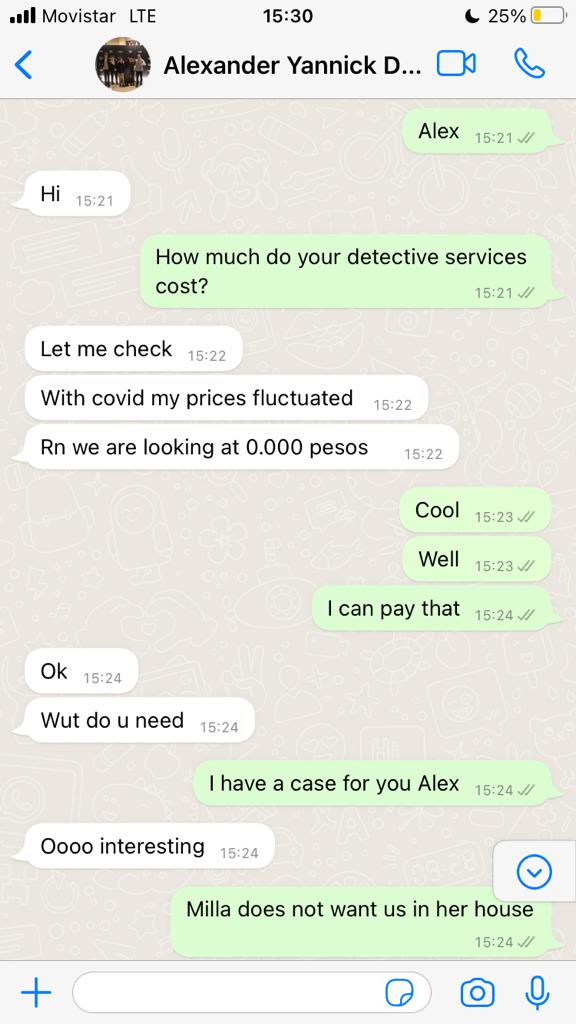 Movistar LTE 15:30 25%
Alexander Yannick D...
Alex 15:21
Hi 15:21
How much do your detective services
cost? 15:21
Let me check 15:22
With covid my prices fluctuated 15:22
Rn we are looking at 0.000 pesos 15:22
Cool 15:23
Well 15:23
I can pay that 15:24
Ok 15:24
Wut do u need 15:24
I have a case for you Alex 15:24
Oooo interesting 15:24
Milla does not want us in her house
15:24